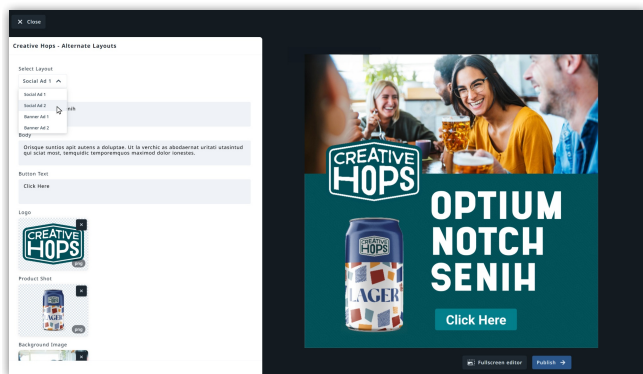 × Close
Creative Hops - Alternate Layouts
Select Layout
Social Ad 1
Social Ad 1
Social Ad 2
Banner Ad 1
Banner Ad 2
nih
Body
Orisque suntios apit autens a doluptae. Ut la verchic as abodaernat uritati utasintud
qui sciat most, temquidic temporemquos maximod dolor ionestes.
Button Text
Click Here
Logo
×
CREATIVE
HOPS
png
Product Shot
×
LAGER
png
Background Image
×
CREATIVE
HOPS
OPTIUM
NOTCH
SENIH
CREATIVE
HOPS
LAGER
Click Here
Fullscreen editor
Publish →